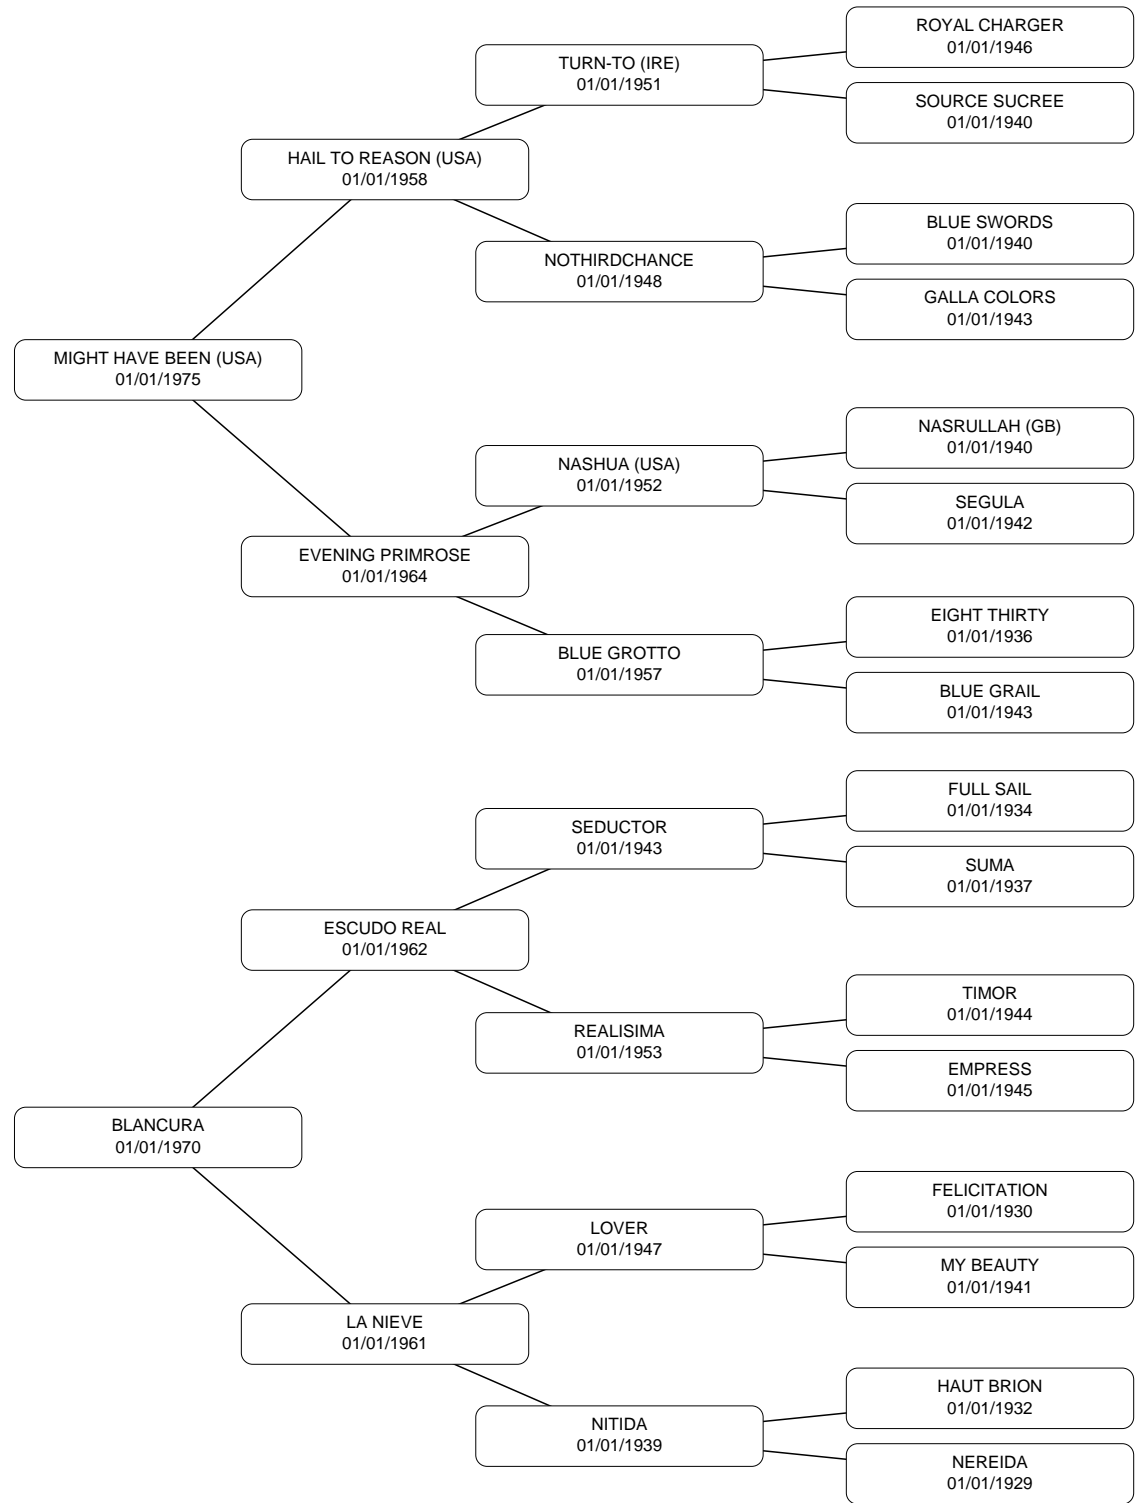 ROYAL CHARGER
01/01/1946
TURN-TO (IRE)
01/01/1951
SOURCE SUCREE
01/01/1940
HAIL TO REASON (USA)
01/01/1958
BLUE SWORDS
01/01/1940
NOTHIRDCHANCE
01/01/1948
GALLA COLORS
01/01/1943
MIGHT HAVE BEEN (USA)
01/01/1975
NASRULLAH (GB)
01/01/1940
NASHUA (USA)
01/01/1952
SEGULA
01/01/1942
EVENING PRIMROSE
01/01/1964
EIGHT THIRTY
01/01/1936
BLUE GROTTO
01/01/1957
BLUE GRAIL
01/01/1943
FULL SAIL
01/01/1934
SEDUCTOR
01/01/1943
SUMA
01/01/1937
ESCUDO REAL
01/01/1962
TIMOR
01/01/1944
REALISIMA
01/01/1953
EMPRESS
01/01/1945
BLANCURA
01/01/1970
FELICITATION
01/01/1930
LOVER
01/01/1947
MY BEAUTY
01/01/1941
LA NIEVE
01/01/1961
HAUT BRION
01/01/1932
NITIDA
01/01/1939
NEREIDA
01/01/1929